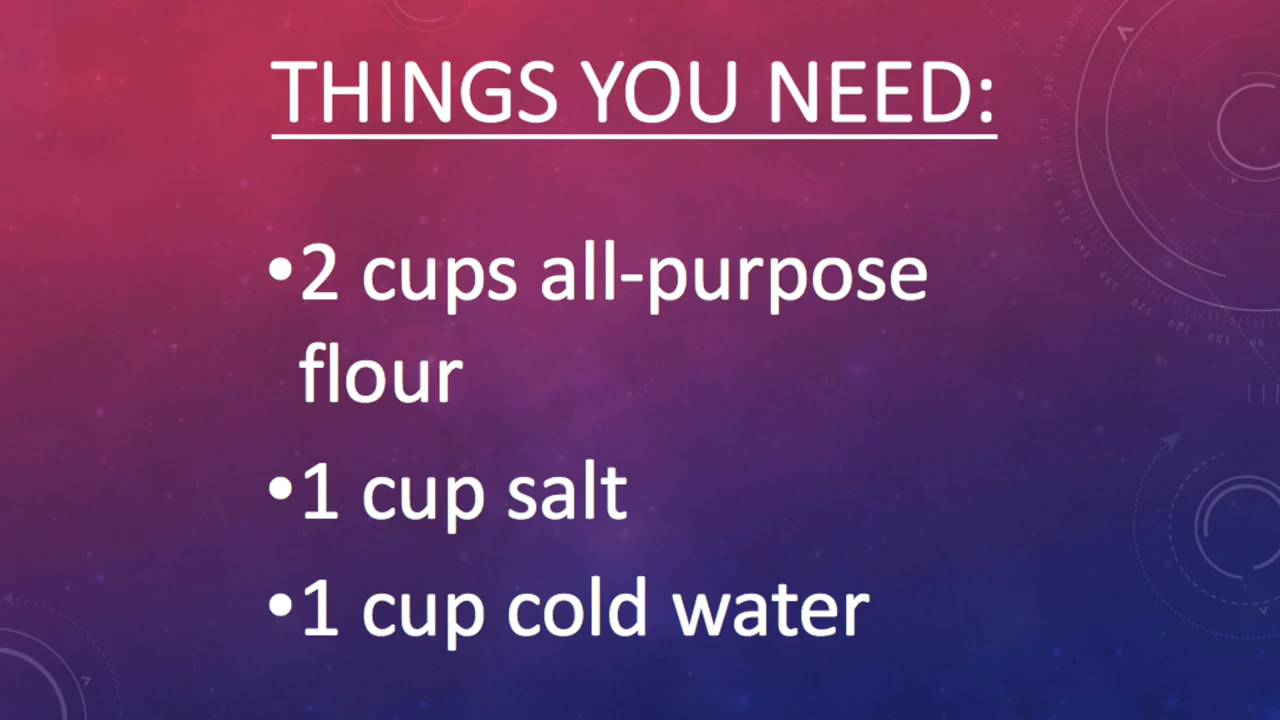 THINGS YOU NEED:
•2 cups all-purpose
flour
•1 cup salt
•1 cup cold water